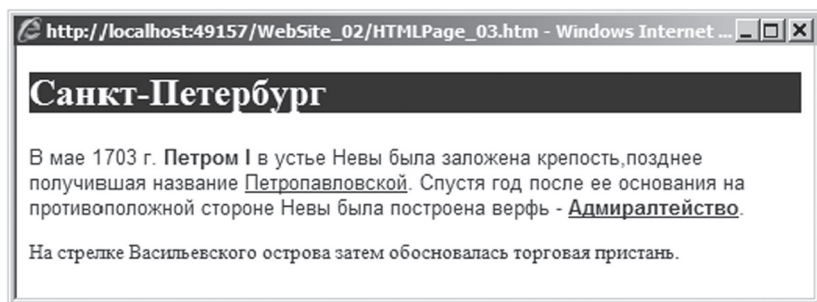 http://localhost:49157/WebSite_02/HTMLPage_03.htm - Windows Internet ...
Санкт-Петербург
В мае 1703 г. Петром I в устье Невы была заложена крепость,позднее
получившая название Петропавловской. Спустя год после ее основания на
противоположной стороне Невы была построена верфь - Адмиралтейство.
На стрелке Васильевского острова затем обосновалась торговая пристань.